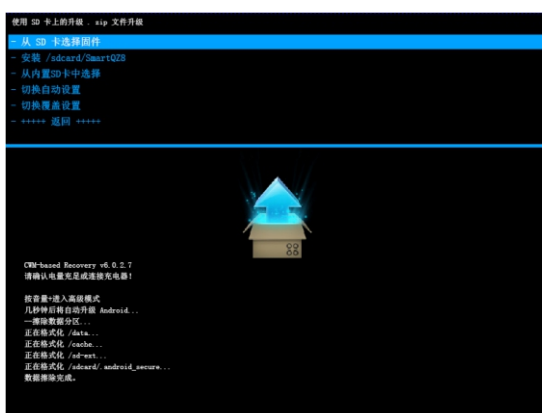 使用 SD 卡上的升级 . zip 文件升级
- 从 SD 卡选择固件
- 安装 /sdcard/SmartQZ8
- 从内置SD卡中选择
- 切换自动设置
- 切换覆盖设置
- +++++ 返回 +++++
CWM-based Recovery v6.0.2.7
请确认电量充足或连接充电器!
按音量+进入高级模式
几秒钟后将自动升级 Android...
--擦除数据分区...
正在格式化 /data...
正在格式化 /cache...
正在格式化 /sd-ext...
正在格式化 /sdcard/.android_secure...
数据擦除完成。